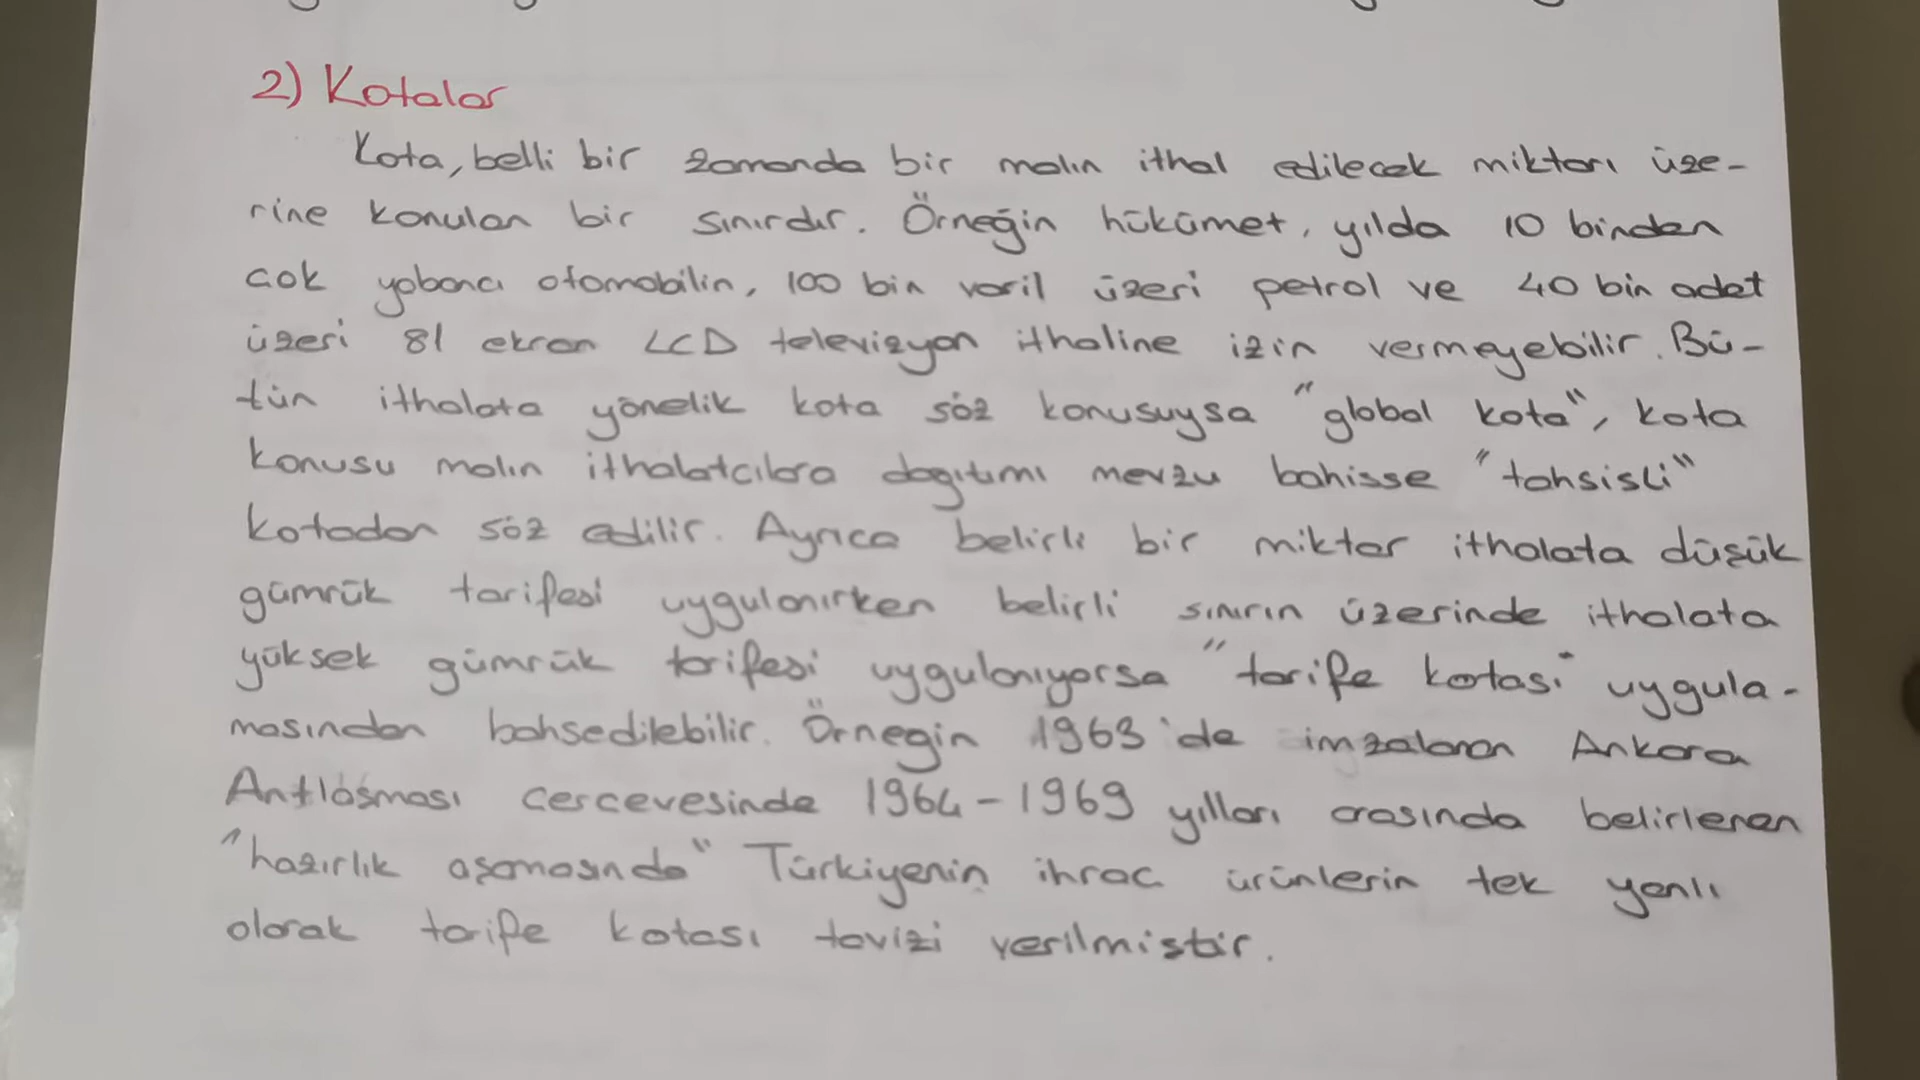 2) Kotalar
Kota, belli bir zamanda bir malın ithal edilecek miktarı üze-
rine konulan bir sınırdır. Örneğin hükümet, yılda 10 binden
çok yabancı otomobilin, 100 bin varil üzeri petrol ve 40 bin adet
üzeri 81 ekran LCD televizyon ithaline izin vermeyebilir. Bü-
tün ithalata yönelik kota söz konusuysa "global kota", kota
konusu malın ithalatcılara dagıtımı mevzu bahisse "tahsisli"
kotadan söz edilir. Ayrıca belirli bir miktar ithalata düşük
gümrük tarifesi uygulanırken belirli sınırın üzerinde ithalata
yüksek gümrük tarifesi uygulanıyorsa "tarife kotası" uygula-
masından bahsedilebilir. Örnegin 1963'de imzalanan Ankara
Antlaşması cercevesinde 1964-1969 yılları arasında belirlenen
"hazırlık aşamasında" Türkiyenin ihrac ürünlerin tek yanlı
olarak tarife kotası tavizi verilmiştir.